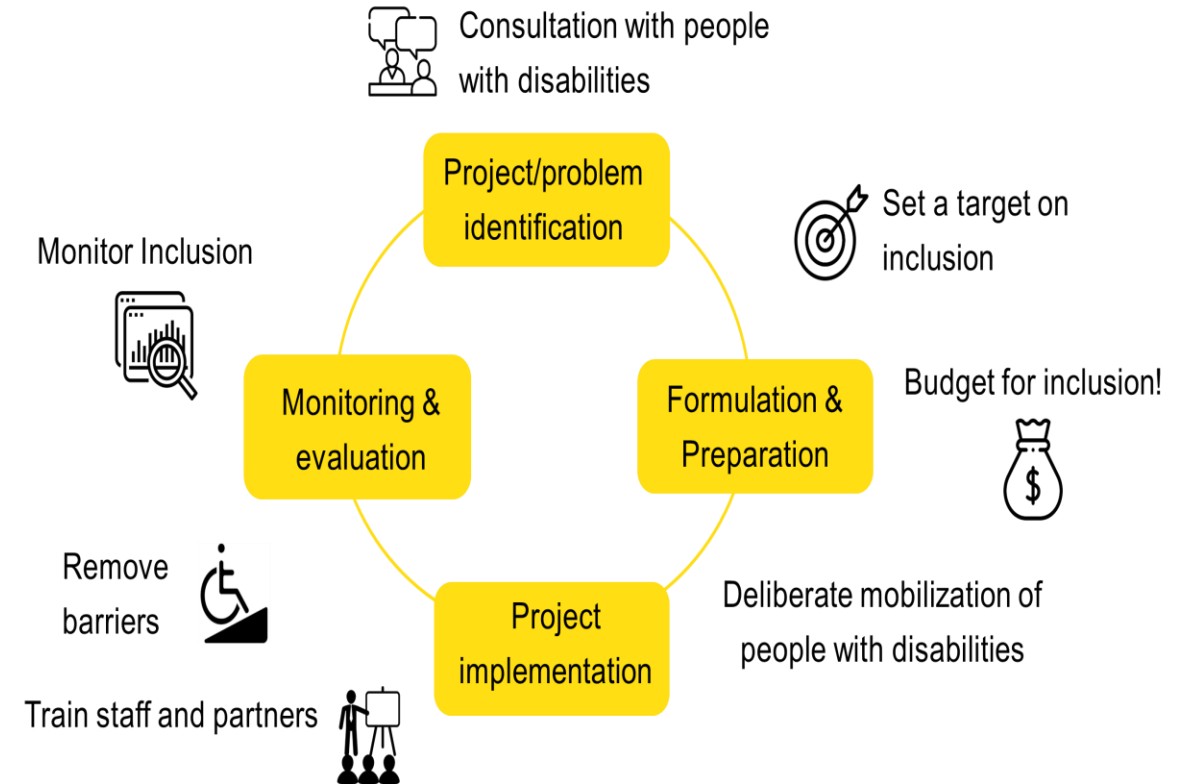 Consultation with people
with disabilities
Project/problem
identification
Set a target on
inclusion
Monitor Inclusion
Budget for inclusion!
$
Formulation &
Preparation
Monitoring &
evaluation
Remove
barriers
Deliberate mobilization of
people with disabilities
Project
implementation
Train staff and partners